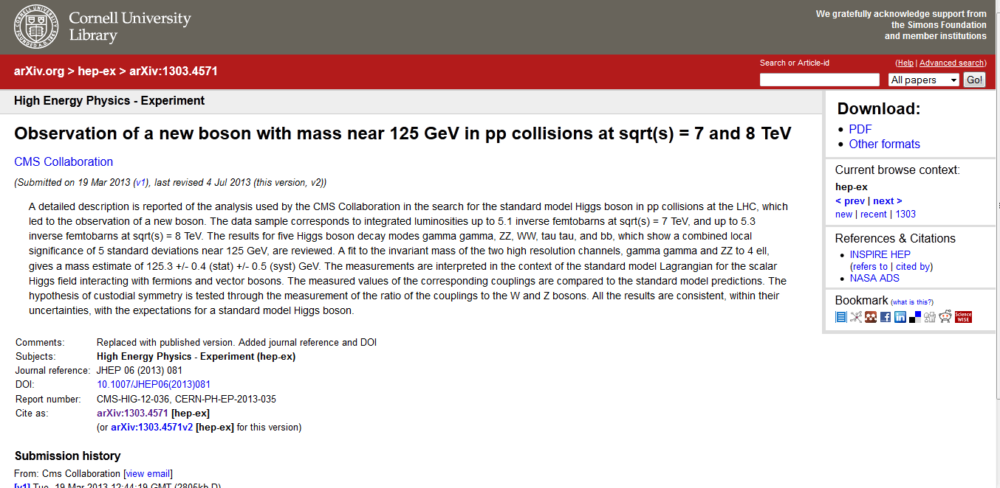 Cornell University
Library
We gratefully acknowledge support from
the Simons Foundation
and member institutions
arXiv.org > hep-ex > arXiv:1303.4571
Search or Article-id
(Help | Advanced search)
All papers
Go!
High Energy Physics - Experiment
Observation of a new boson with mass near 125 GeV in pp collisions at sqrt(s) = 7 and 8 TeV
CMS Collaboration
(Submitted on 19 Mar 2013 (v1), last revised 4 Jul 2013 (this version, v2))
A detailed description is reported of the analysis used by the CMS Collaboration in the search for the standard model Higgs boson in pp collisions at the LHC, which
led to the observation of a new boson. The data sample corresponds to integrated luminosities up to 5.1 inverse femtobarns at sqrt(s) = 7 TeV, and up to 5.3
inverse femtobarns at sqrt(s) = 8 TeV. The results for five Higgs boson decay modes gamma gamma, ZZ, WW, tau tau, and bb, which show a combined local
significance of 5 standard deviations near 125 GeV, are reviewed. A fit to the invariant mass of the two high resolution channels, gamma gamma and ZZ to 4 ell,
gives a mass estimate of 125.3 +/- 0.4 (stat) +/- 0.5 (syst) GeV. The measurements are interpreted in the context of the standard model Lagrangian for the scalar
Higgs field interacting with fermions and vector bosons. The measured values of the corresponding couplings are compared to the standard model predictions. The
hypothesis of custodial symmetry is tested through the measurement of the ratio of the couplings to the W and Z bosons. All the results are consistent, within their
uncertainties, with the expectations for a standard model Higgs boson.
Comments: Replaced with published version. Added journal reference and DOI
Subjects: High Energy Physics - Experiment (hep-ex)
Journal reference: JHEP 06 (2013) 081
DOI: 10.1007/JHEP06(2013)081
Report number: CMS-HIG-12-036, CERN-PH-EP-2013-035
Cite as: arXiv:1303.4571 [hep-ex]
(or arXiv:1303.4571v2 [hep-ex] for this version)
Submission history
From: Cms Collaboration [view email]
[v1] Tue, 19 Mar 2013 12:44:19 GMT (2805kb,D)
Download:
PDF
Other formats
Current browse context:
hep-ex
< prev | next >
new | recent | 1303
References & Citations
INSPIRE HEP
(refers to | cited by)
NASA ADS
Bookmark (what is this?)
Science
WISE